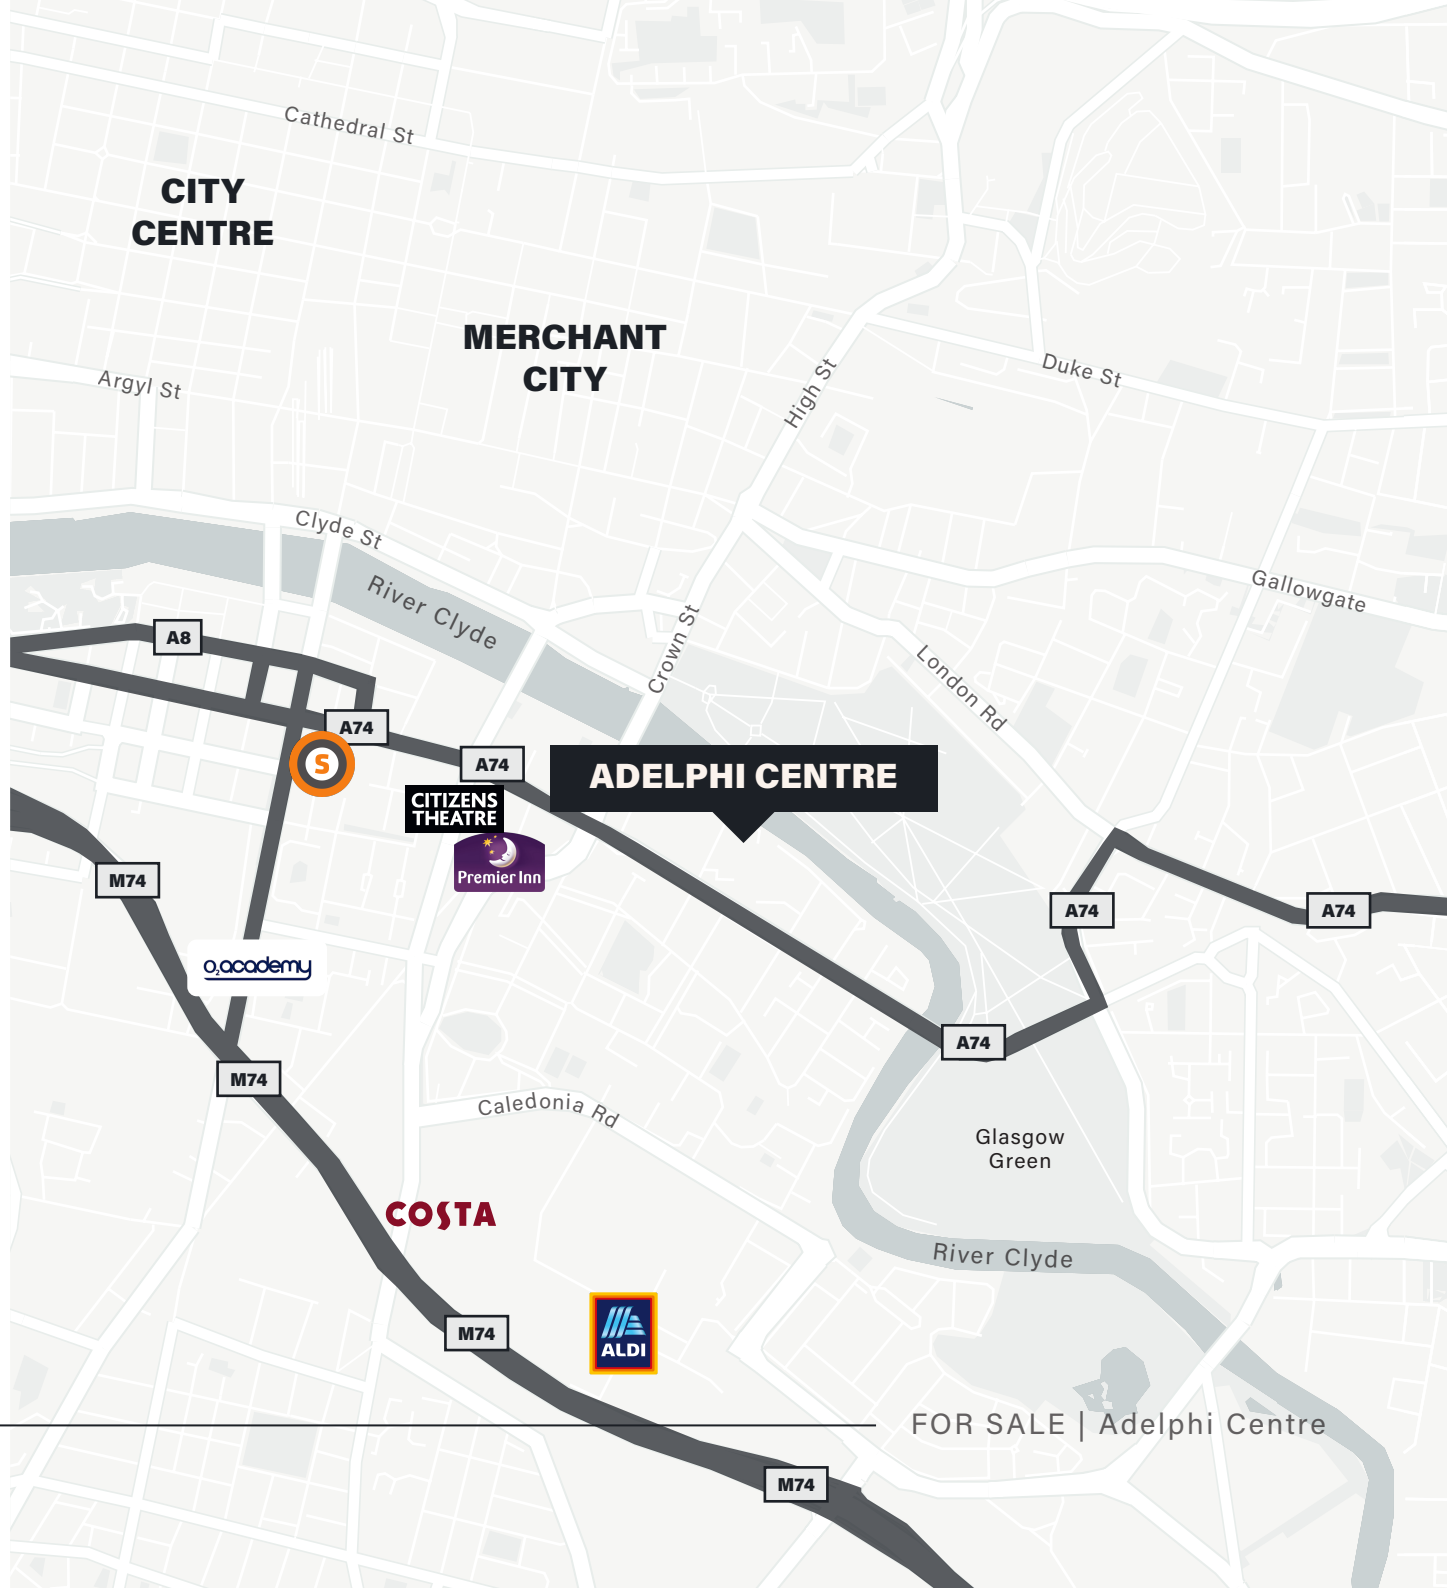 Cathedral St
CITY
CENTRE
MERCHANT
CITY
High St
Duke St
Argyl St
Clyde St
River Clyde
Gallowgate
Crown St
A8
London Rd
A74
S
A74
ADELPHI CENTRE
CITIZENS
THEATRE
Premier Inn
M74
A74
A74
O2 academy
A74
M74
Caledonia Rd
Glasgow
Green
COSTA
River Clyde
M74
ALDI
FOR SALE | Adelphi Centre
M74